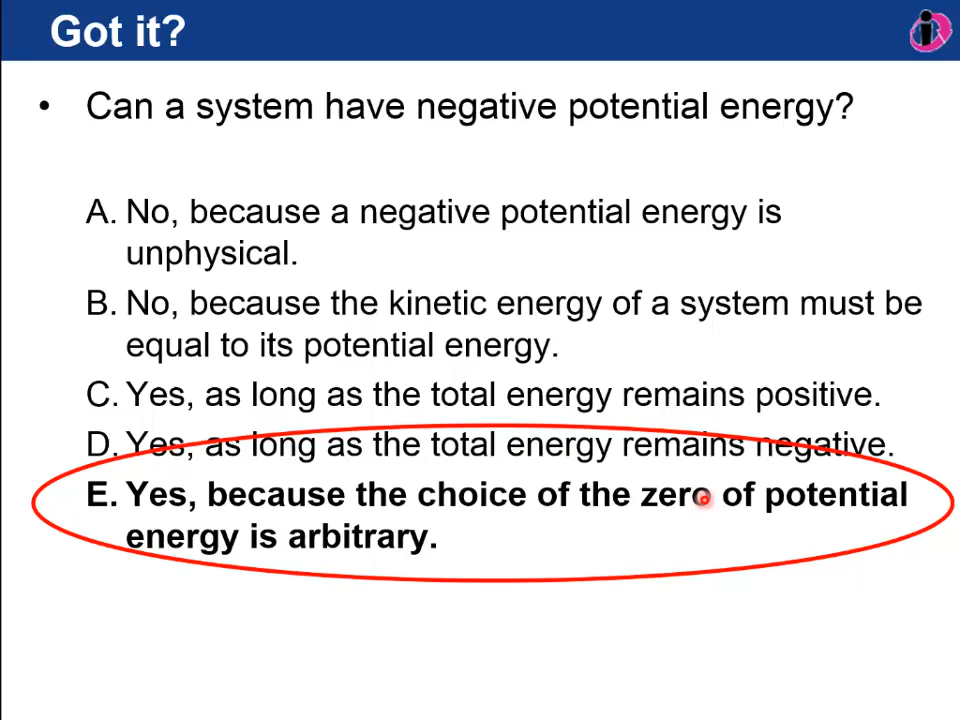 Got it?
• Can a system have negative potential energy?
A. No, because a negative potential energy is
unphysical.
B. No, because the kinetic energy of a system must be
equal to its potential energy.
C. Yes, as long as the total energy remains positive.
D. Yes, as long as the total energy remains negative.
E. Yes, because the choice of the zero of potential
energy is arbitrary.